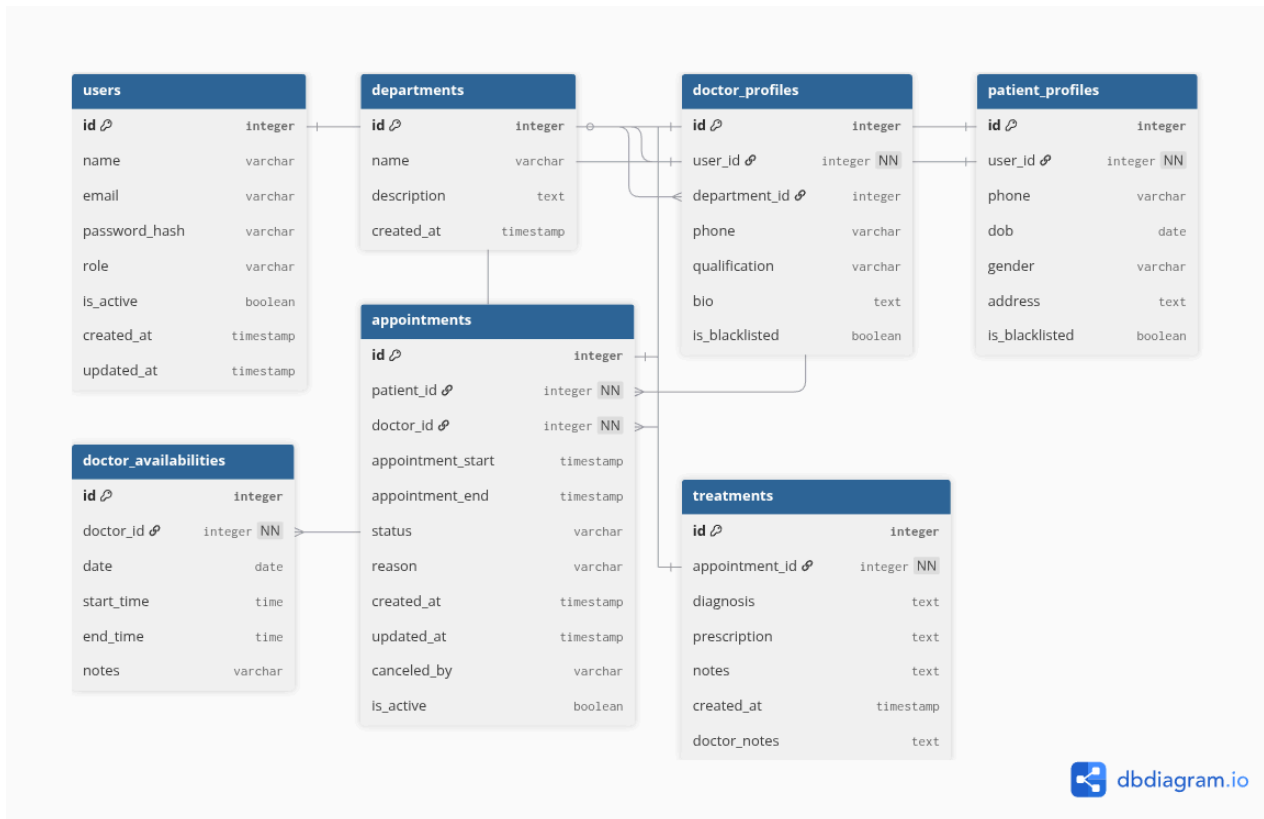 users
id integer
name varchar
email varchar
password_hash varchar
role varchar
is_active boolean
created_at timestamp
updated_at timestamp
departments
id integer
name varchar
description text
created_at timestamp
doctor_profiles
id integer
user_id integer NN
department_id integer
phone varchar
qualification varchar
bio text
is_blacklisted boolean
patient_profiles
id integer
user_id integer NN
phone varchar
dob date
gender varchar
address text
is_blacklisted boolean
appointments
id integer
patient_id integer NN
doctor_id integer NN
appointment_start timestamp
appointment_end timestamp
status varchar
reason varchar
created_at timestamp
updated_at timestamp
canceled_by varchar
is_active boolean
doctor_availabilities
id integer
doctor_id integer NN
date date
start_time time
end_time time
notes varchar
treatments
id integer
appointment_id integer NN
diagnosis text
prescription text
notes text
created_at timestamp
doctor_notes text
dbdiagram.io